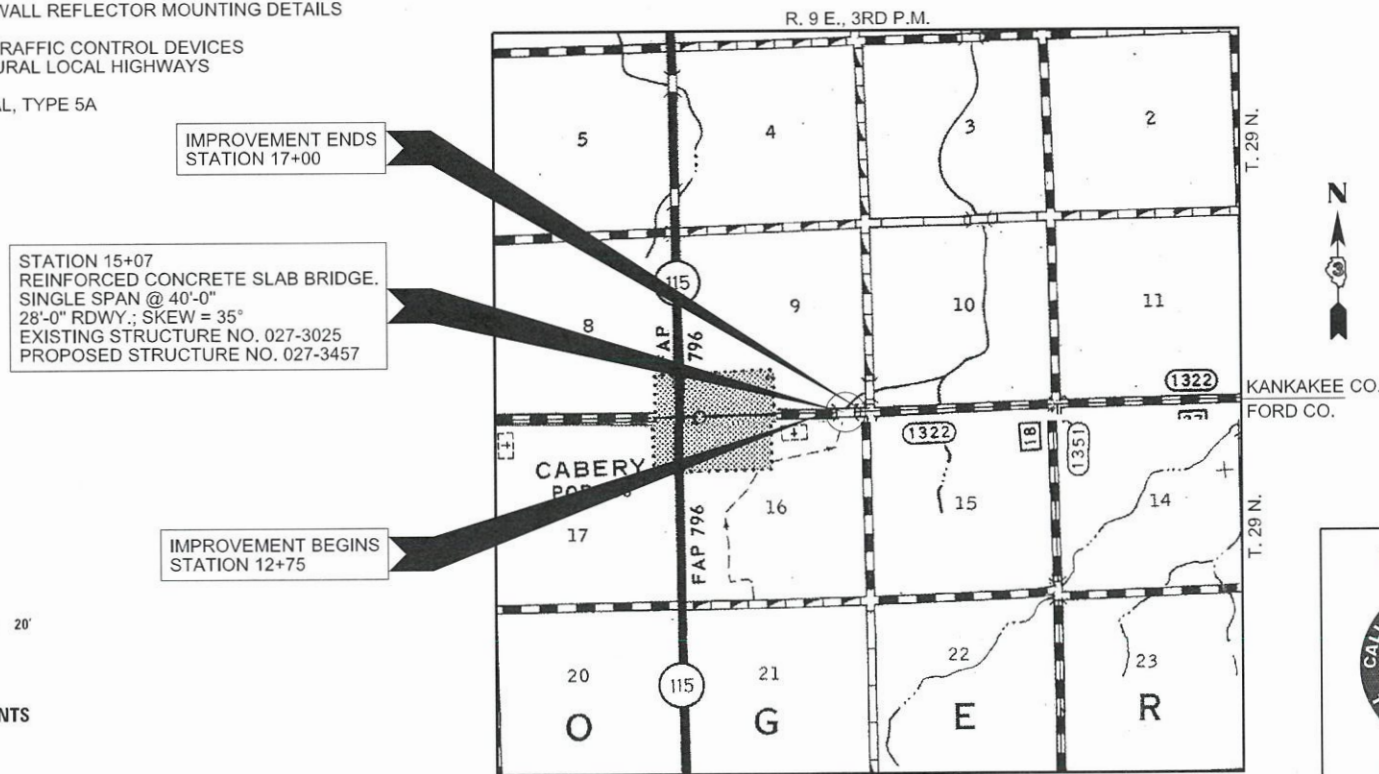 WALL REFLECTOR MOUNTING DETAILS
RAFFIC CONTROL DEVICES
URAL LOCAL HIGHWAYS
AL, TYPE 5A
R. 9 E., 3RD P.M.
IMPROVEMENT ENDS
STATION 17+00
STATION 15+07
REINFORCED CONCRETE SLAB BRIDGE.
SINGLE SPAN @ 40'-0"
28'-0" RDWY.; SKEW = 35°
EXISTING STRUCTURE NO. 027-3025
PROPOSED STRUCTURE NO. 027-3457
IMPROVEMENT BEGINS
STATION 12+75
5
4
3
2
T. 29 N.
N
115
8
9
10
11
FAP 796
1322
KANKAKEE CO.
FORD CO.
1322
18
1351
CABERY
17
16
15
14
FAP 796
T. 29 N.
20'
20
115
21
22
23
NTS
O G E R
CALL